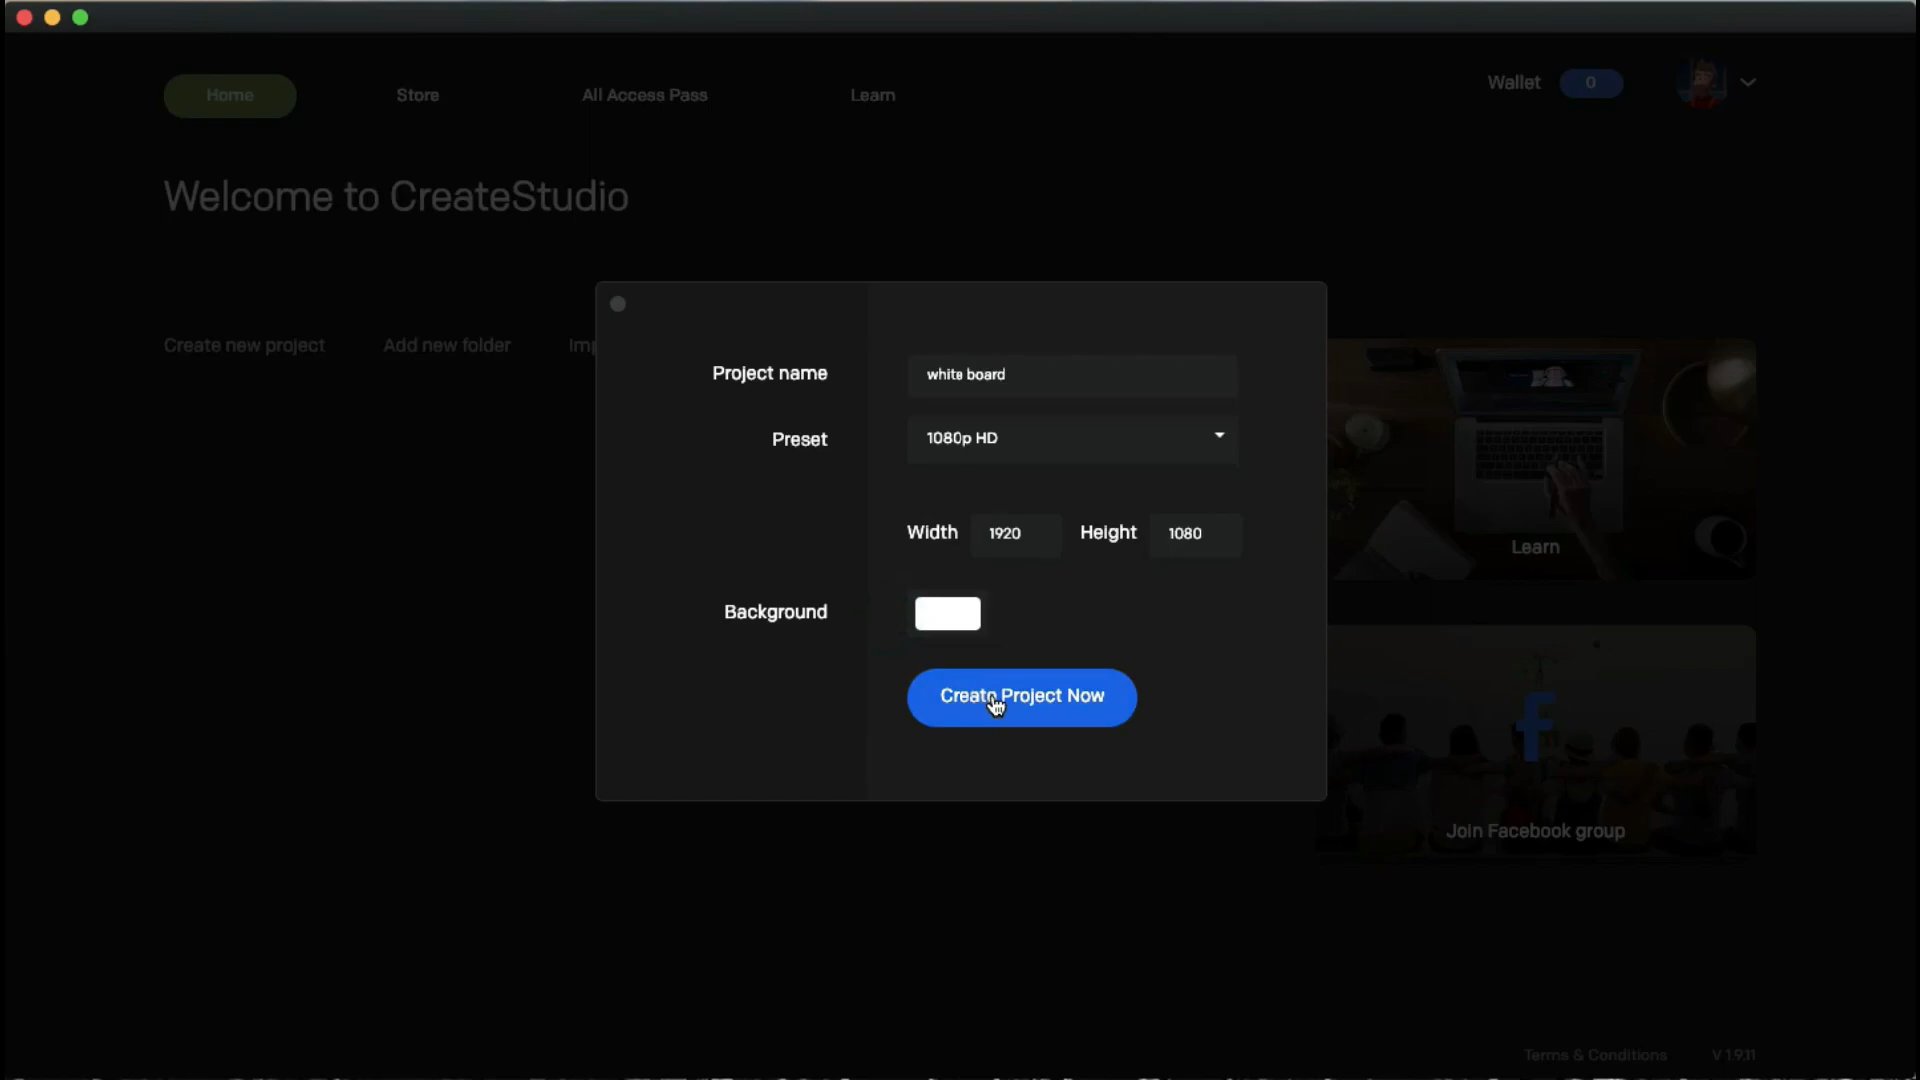 Home Store All Access Pass Learn Wallet 0
Welcome to CreateStudio
Create new project Add new folder
Project name white board
Preset 1080p HD
Width 1920 Height 1080
Learn
Background
Create Project Now
Join Facebook group
Terms & Conditions V 1.9.11